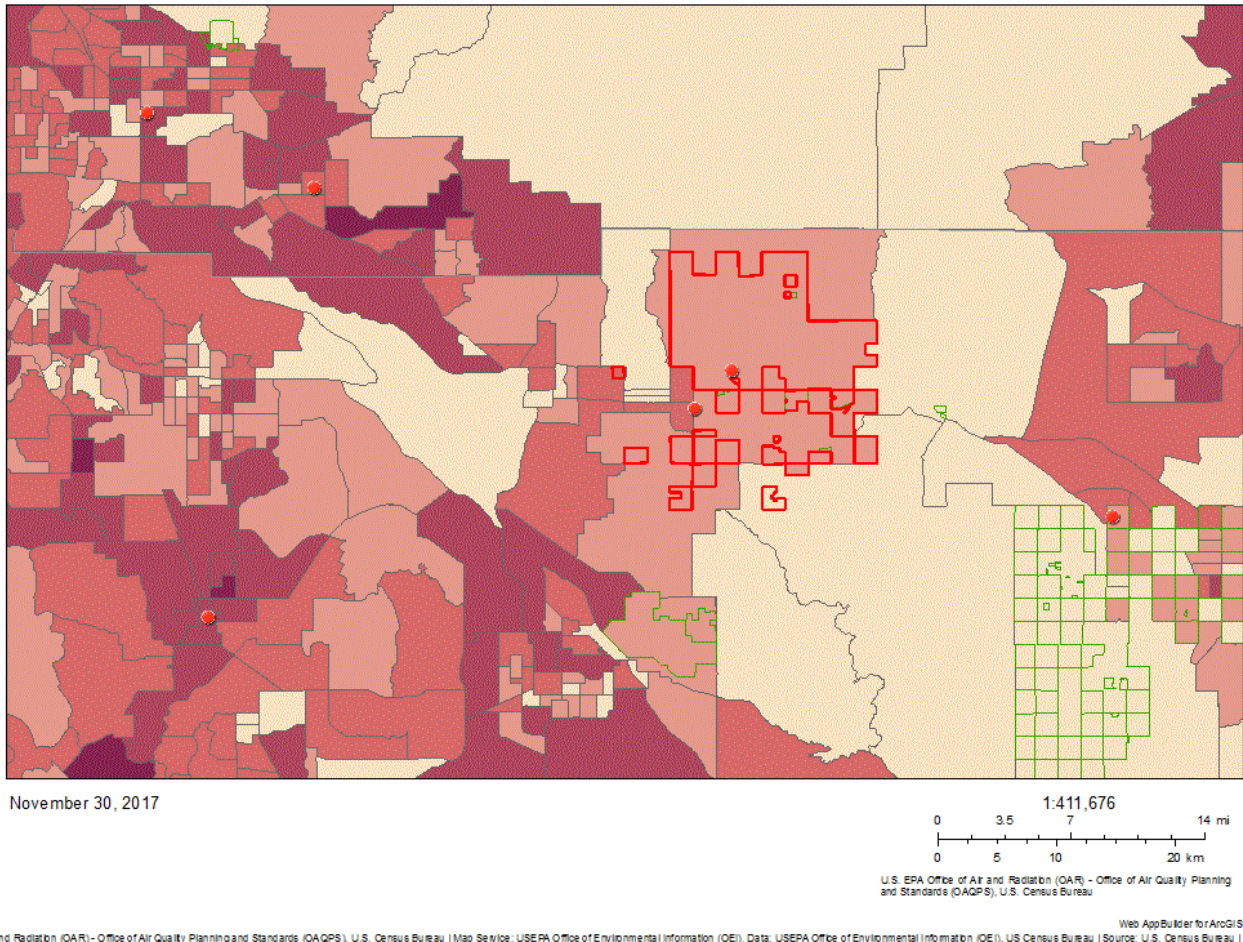 November 30, 2017
1:411,676
0 3.5 7 14 mi
0 5 10 20 km
U.S. EPA Office of Air and Radiation (OAR) - Office of Air Quality Planning
and Standards (OAQPS), U.S. Census Bureau
Web AppBuilder for ArcGIS
nd Radiation (OAR) - Office of Air Quality Planning and Standards (OAQPS), U.S. Census Bureau | Map Service: USEPA Office of Environmental Information (OEI), Data: USEPA Office of Environmental Information (OEI), US Census Bureau | Source: U.S. Census Bureau |